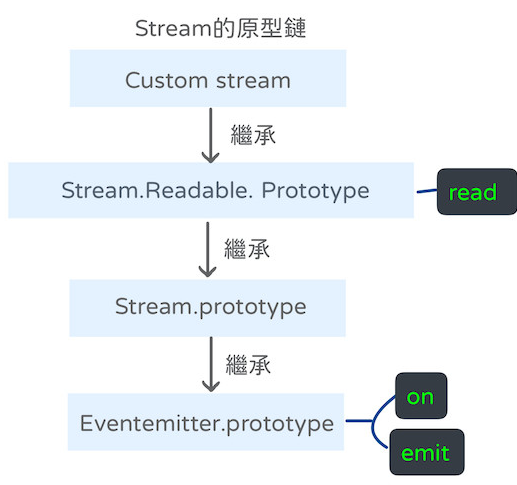 Stream的原型鏈
Custom stream
繼承
Stream.Readable. Prototype
read
繼承
Stream.prototype
繼承
Eventemitter.prototype
on
emit